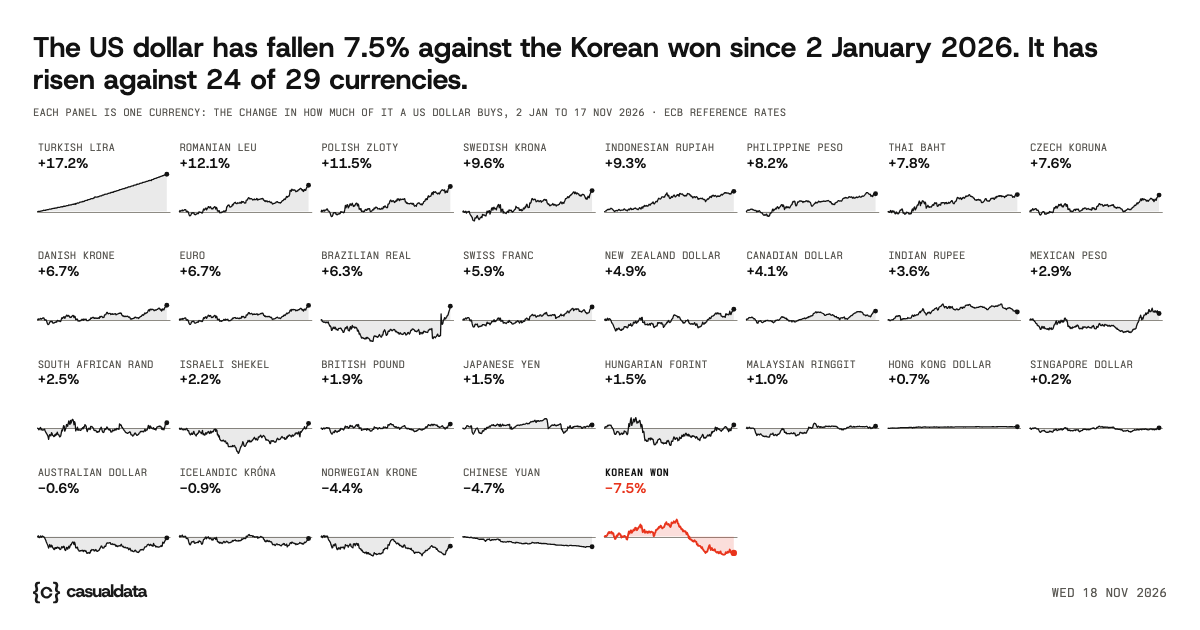 The US dollar has fallen 7.5% against the Korean won since 2 January 2026. It has
risen against 24 of 29 currencies.
EACH PANEL IS ONE CURRENCY: THE CHANGE IN HOW MUCH OF IT A US DOLLAR BUYS, 2 JAN TO 17 NOV 2026 · ECB REFERENCE RATES
TURKISH LIRA
+17.2%
ROMANIAN LEU
+12.1%
POLISH ZLOTY
+11.5%
SWEDISH KRONA
+9.6%
INDONESIAN RUPIAH
+9.3%
PHILIPPINE PESO
+8.2%
THAI BAHT
+7.8%
CZECH KORUNA
+7.6%
DANISH KRONE
+6.7%
EURO
+6.7%
BRAZILIAN REAL
+6.3%
SWISS FRANC
+5.9%
NEW ZEALAND DOLLAR
+4.9%
CANADIAN DOLLAR
+4.1%
INDIAN RUPEE
+3.6%
MEXICAN PESO
+2.9%
SOUTH AFRICAN RAND
+2.5%
ISRAELI SHEKEL
+2.2%
BRITISH POUND
+1.9%
JAPANESE YEN
+1.5%
HUNGARIAN FORINT
+1.5%
MALAYSIAN RINGGIT
+1.0%
HONG KONG DOLLAR
+0.7%
SINGAPORE DOLLAR
+0.2%
AUSTRALIAN DOLLAR
−0.6%
ICELANDIC KRÓNA
−0.9%
NORWEGIAN KRONE
−4.4%
CHINESE YUAN
−4.7%
KOREAN WON
−7.5%
{c} casualdata
WED 18 NOV 2026